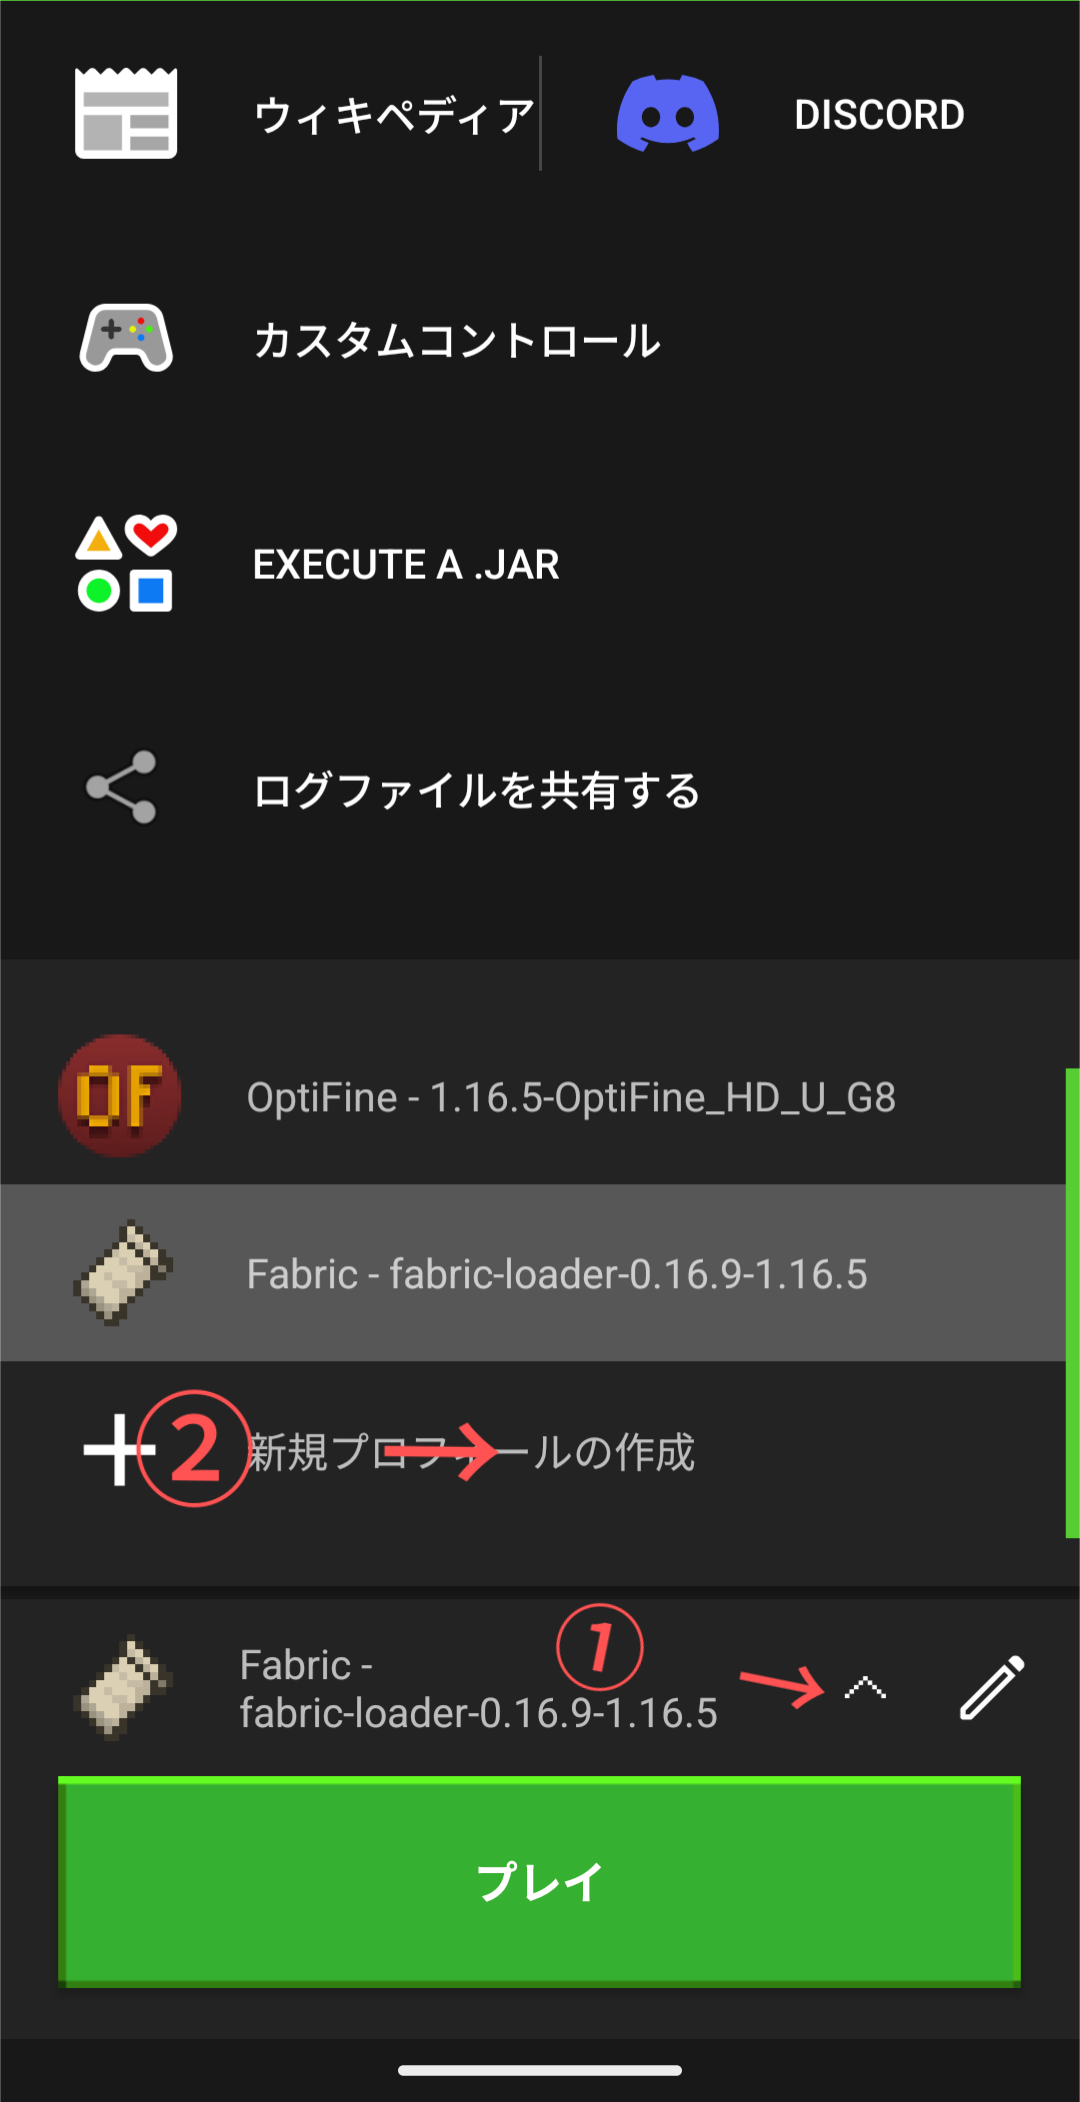 ウィキペディア
DISCORD
カスタムコントロール
EXECUTE A .JAR
ログファイルを共有する
OF
OptiFine - 1.16.5-OptiFine_HD_U_G8
Fabric - fabric-loader-0.16.9-1.16.5
② 新規プロフィールの作成
①
Fabric -
fabric-loader-0.16.9-1.16.5
プレイ